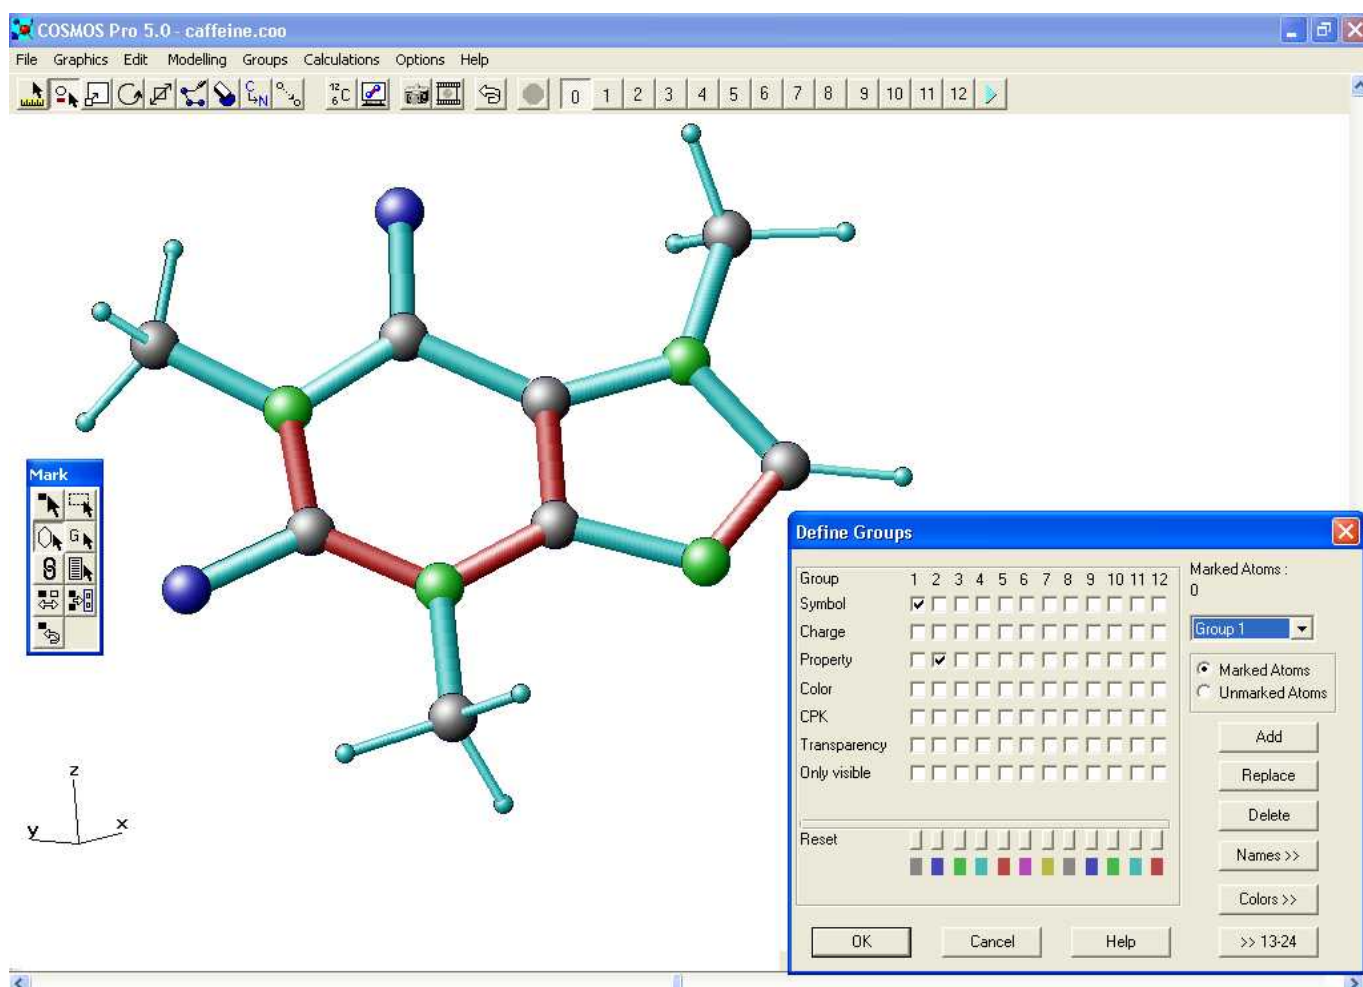 COSMOS Pro 5.0 - caffeine.coo
File Graphics Edit Modelling Groups Calculations Options Help
C N 12 6 C 0 1 2 3 4 5 6 7 8 9 10 11 12
Mark
G
8
z
y x
Define Groups
Group 1 2 3 4 5 6 7 8 9 10 11 12
Symbol
Charge
Property
Color
CPK
Transparency
Only visible
Reset
Marked Atoms :
0
Group 1
Marked Atoms
Unmarked Atoms
Add
Replace
Delete
Names >>
Colors >>
>> 13-24
OK Cancel Help